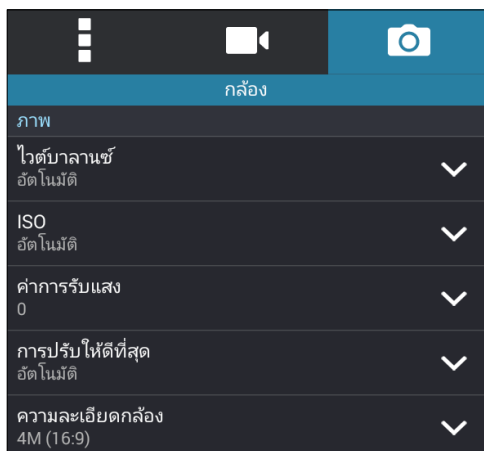 กล้อง
ภาพ
ไวต์บาลานซ์
อัตโนมัติ
ISO
อัตโนมัติ
ค่าการรับแสง
0
การปรับให้ดีที่สุด
อัตโนมัติ
ความละเอียดกล้อง
4M (16:9)